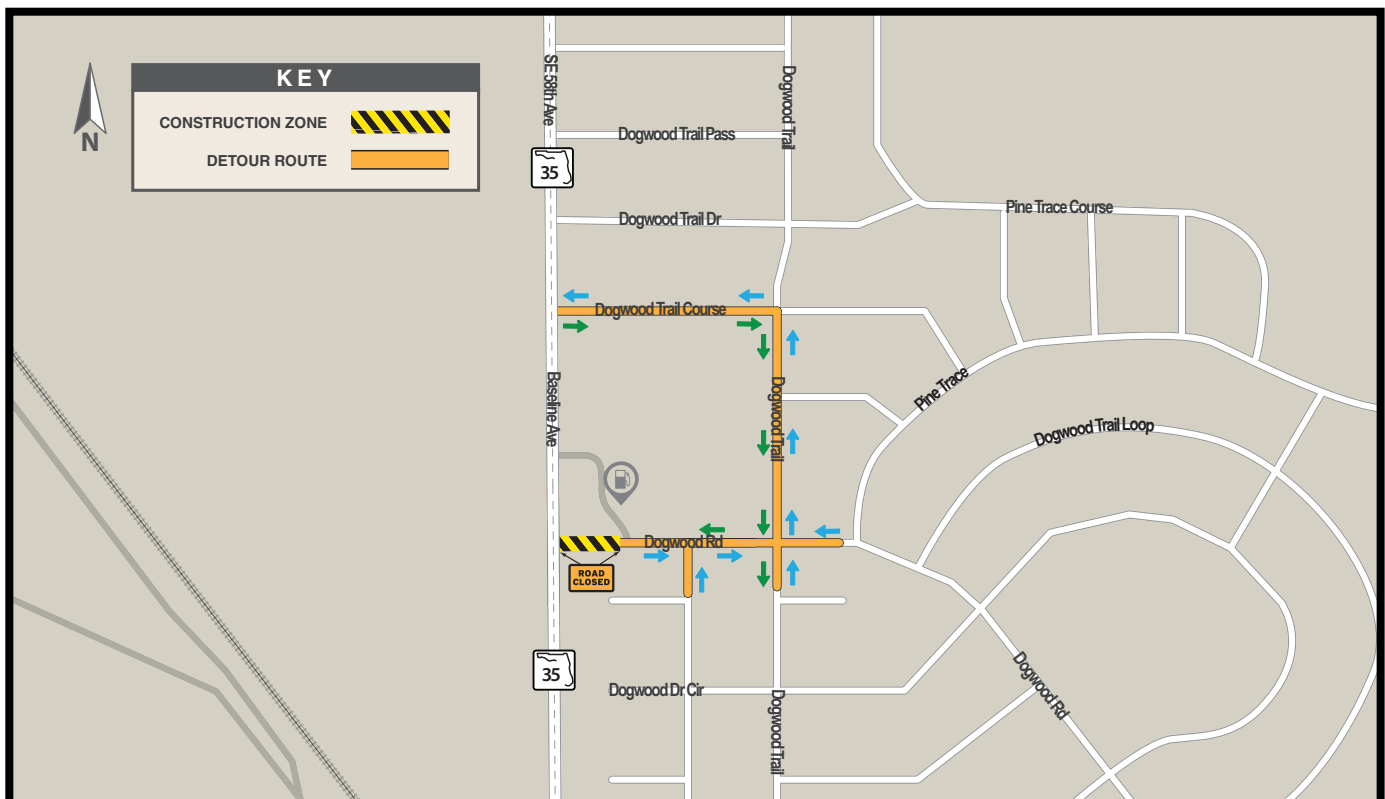 KEY
CONSTRUCTION ZONE
DETOUR ROUTE
N
SE 58th Ave
Dogwood Trail
Dogwood Trail Pass
35
Dogwood Trail Dr
Pine Trace Course
Dogwood Trail Course
Baseline Ave
Dogwood Trail
Pine Trace
Dogwood Trail Loop
Dogwood Rd
ROAD
CLOSED
35
Dogwood Dr Cir
Dogwood Trail
Dogwood Rd